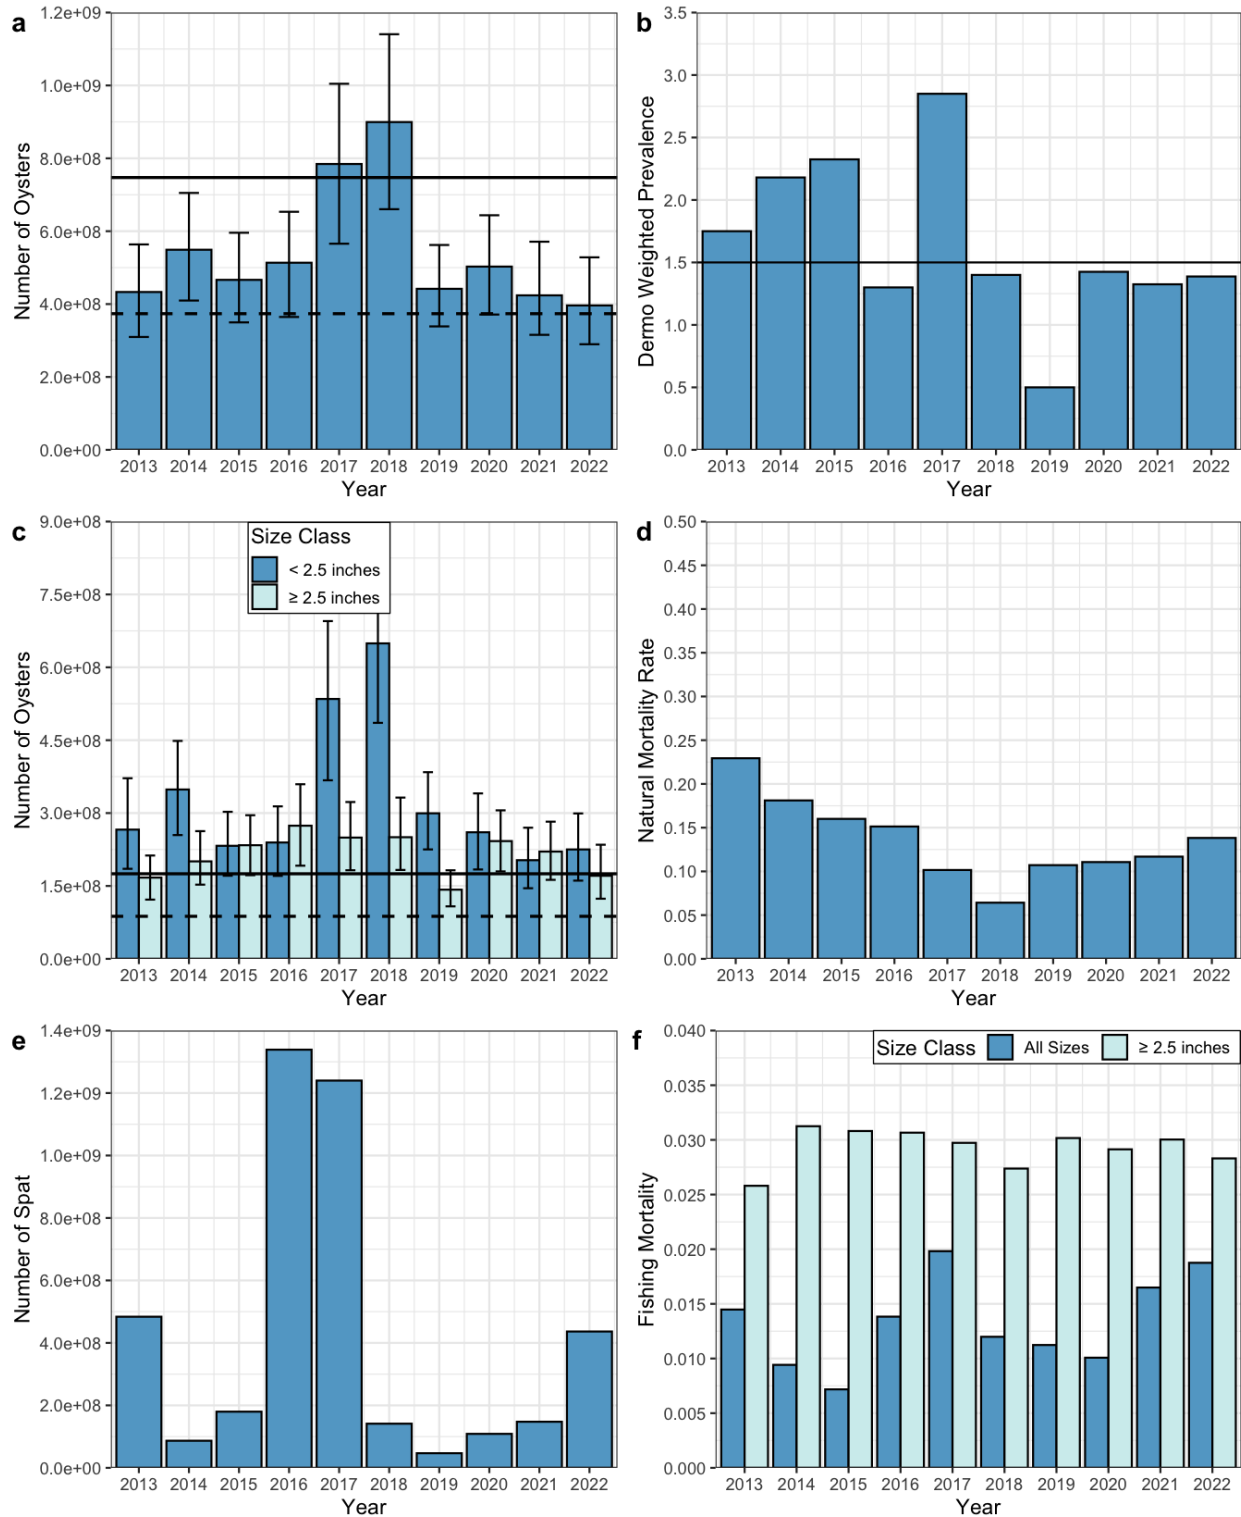 a
Number of Oysters
1.2e+09
1.0e+09
8.0e+08
6.0e+08
4.0e+08
2.0e+08
0.0e+00
2013 2014 2015 2016 2017 2018 2019 2020 2021 2022
Year
b
Dermo Weighted Prevalence
3.5
3.0
2.5
2.0
1.5
1.0
0.5
0.0
2013 2014 2015 2016 2017 2018 2019 2020 2021 2022
Year
c
Number of Oysters
9.0e+08
7.5e+08
6.0e+08
4.5e+08
3.0e+08
1.5e+08
0.0e+00
Size Class
< 2.5 inches
≥ 2.5 inches
2013 2014 2015 2016 2017 2018 2019 2020 2021 2022
Year
d
Natural Mortality Rate
0.50
0.45
0.40
0.35
0.30
0.25
0.20
0.15
0.10
0.05
0.00
2013 2014 2015 2016 2017 2018 2019 2020 2021 2022
Year
e
Number of Spat
1.4e+09
1.2e+09
1.0e+09
8.0e+08
6.0e+08
4.0e+08
2.0e+08
0.0e+00
2013 2014 2015 2016 2017 2018 2019 2020 2021 2022
Year
f
Fishing Mortality
0.040
0.035
0.030
0.025
0.020
0.015
0.010
0.005
0.000
Size Class All Sizes ≥ 2.5 inches
2013 2014 2015 2016 2017 2018 2019 2020 2021 2022
Year